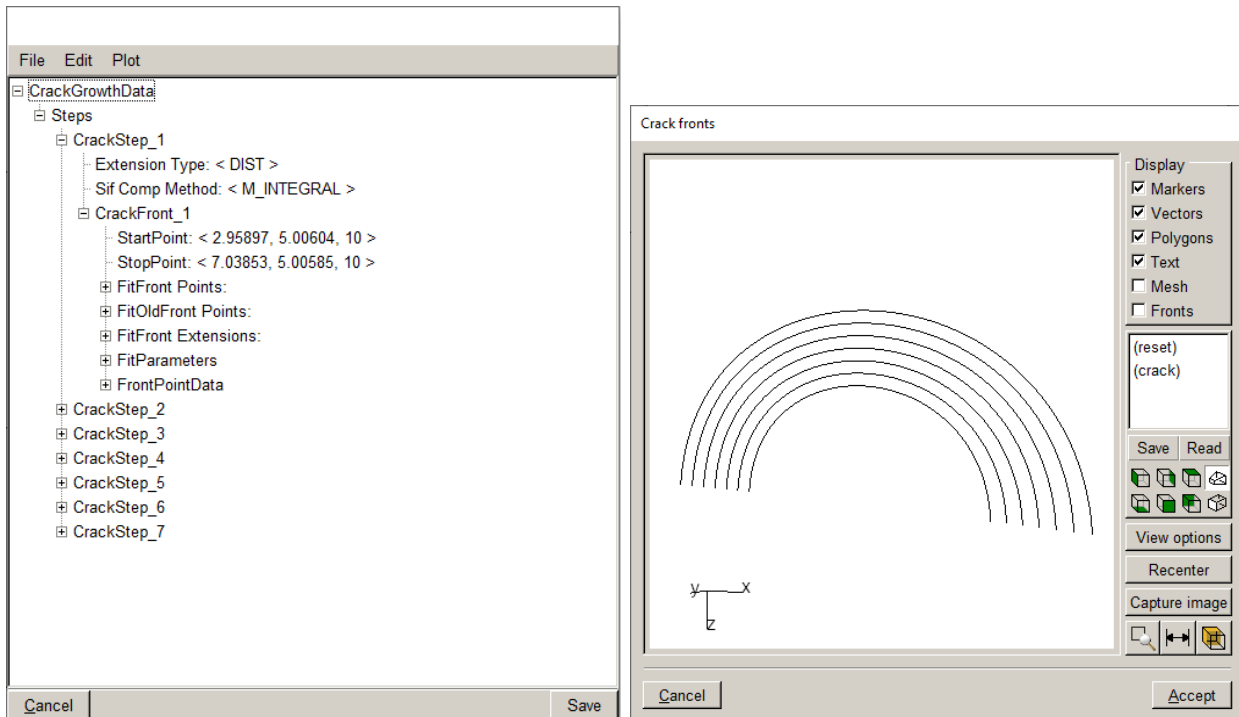 File Edit Plot
CrackGrowthData
Steps
CrackStep_1
Extension Type: < DIST >
Sif Comp Method: < M_INTEGRAL >
CrackFront_1
StartPoint: < 2.95897, 5.00604, 10 >
StopPoint: < 7.03853, 5.00585, 10 >
FitFront Points:
FitOldFront Points:
FitFront Extensions:
FitParameters
FrontPointData
CrackStep_2
CrackStep_3
CrackStep_4
CrackStep_5
CrackStep_6
CrackStep_7
Cancel Save
Crack fronts
Display
Markers
Vectors
Polygons
Text
Mesh
Fronts
(reset)
(crack)
Save Read
View options
Recenter
Capture image
y x
z
Cancel Accept